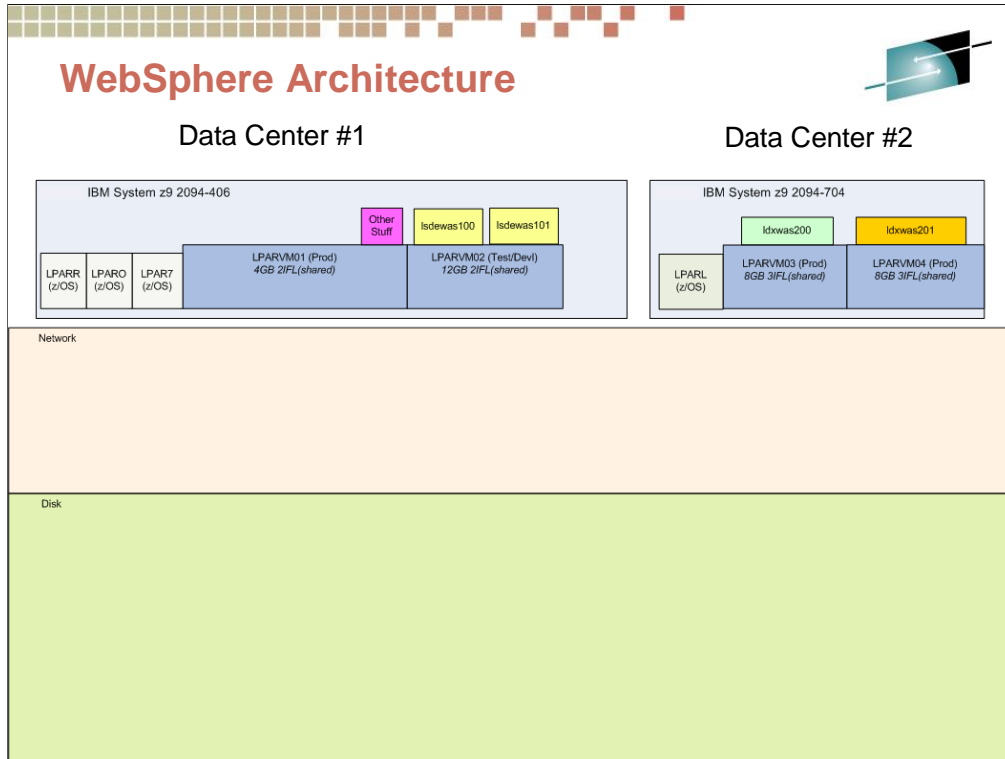 WebSphere Architecture
Data Center #1
Data Center #2
IBM System z9 2094-406
Other
Stuff
lsdewas100
lsdewas101
LPARR
(z/OS)
LPARO
(z/OS)
LPAR7
(z/OS)
LPARVM01 (Prod)
4GB 2IFL(shared)
LPARVM02 (Test/Devl)
12GB 2IFL(shared)
IBM System z9 2094-704
ldxwas200
ldxwas201
LPARL
(z/OS)
LPARVM03 (Prod)
8GB 3IFL(shared)
LPARVM04 (Prod)
8GB 3IFL(shared)
Network
Disk